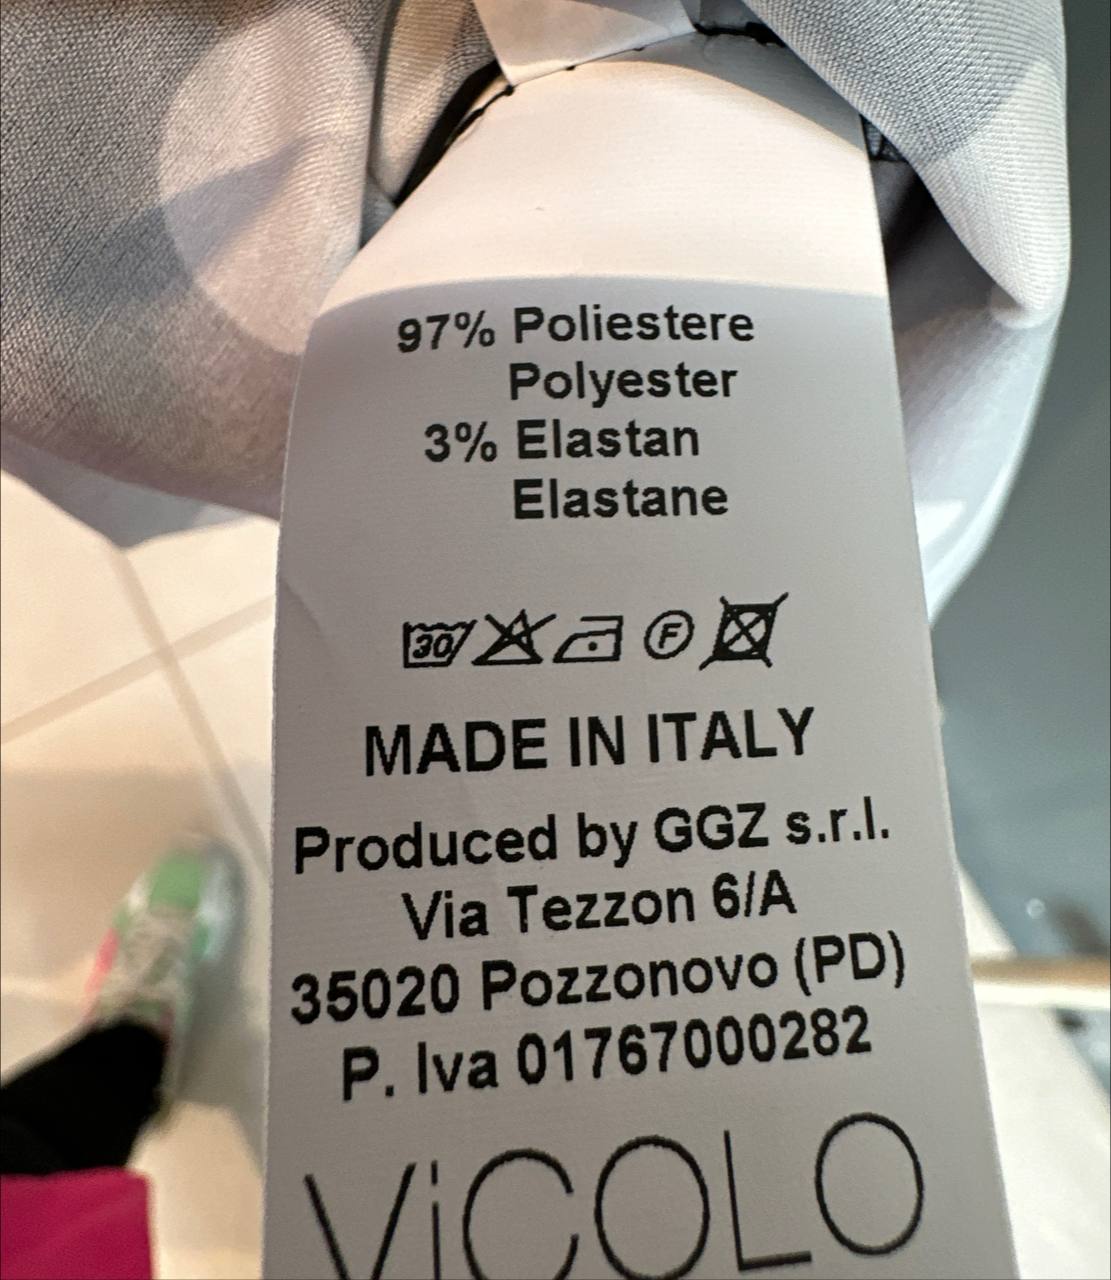 97% Poliestere
Polyester
3% Elastan
Elastane
30 F
MADE IN ITALY
Produced by GGZ s.r.l.
Via Tezzon 6/A
35020 Pozzonovo (PD)
P. Iva 01767000282
ViCOLO